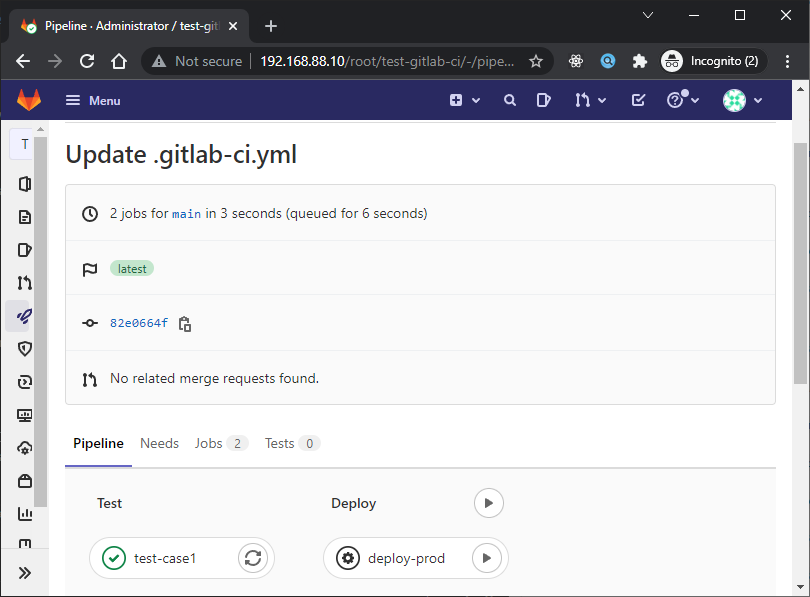 Pipeline · Administrator / test-gitl
Not secure
192.168.88.10/root/test-gitlab-ci/-/pipe...
Incognito (2)
Menu
T
Update .gitlab-ci.yml
2 jobs for main in 3 seconds (queued for 6 seconds)
latest
82e0664f
No related merge requests found.
Pipeline Needs Jobs 2 Tests 0
Test Deploy
test-case1 deploy-prod